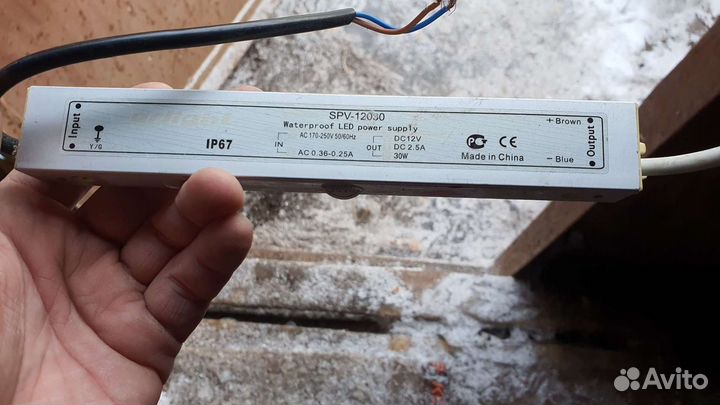 SPV-12030
Waterproof LED power supply
Input
Y/G
IP67
IN
AC 170-250V 50/60Hz
AC 0.36-0.25A
OUT
DC12V
DC 2.5A
30W
PG CE
Made in China
+ Brown
− Blue
Output
Avito